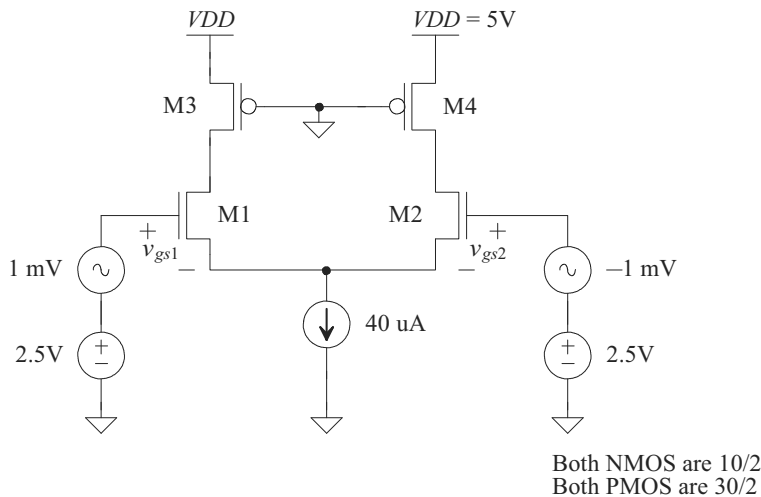 VDD
VDD = 5V
M3
M4
M1
M2
+
vgs1
−
+
vgs2
−
1 mV
−1 mV
40 uA
2.5V
+
−
2.5V
+
−
Both NMOS are 10/2
Both PMOS are 30/2